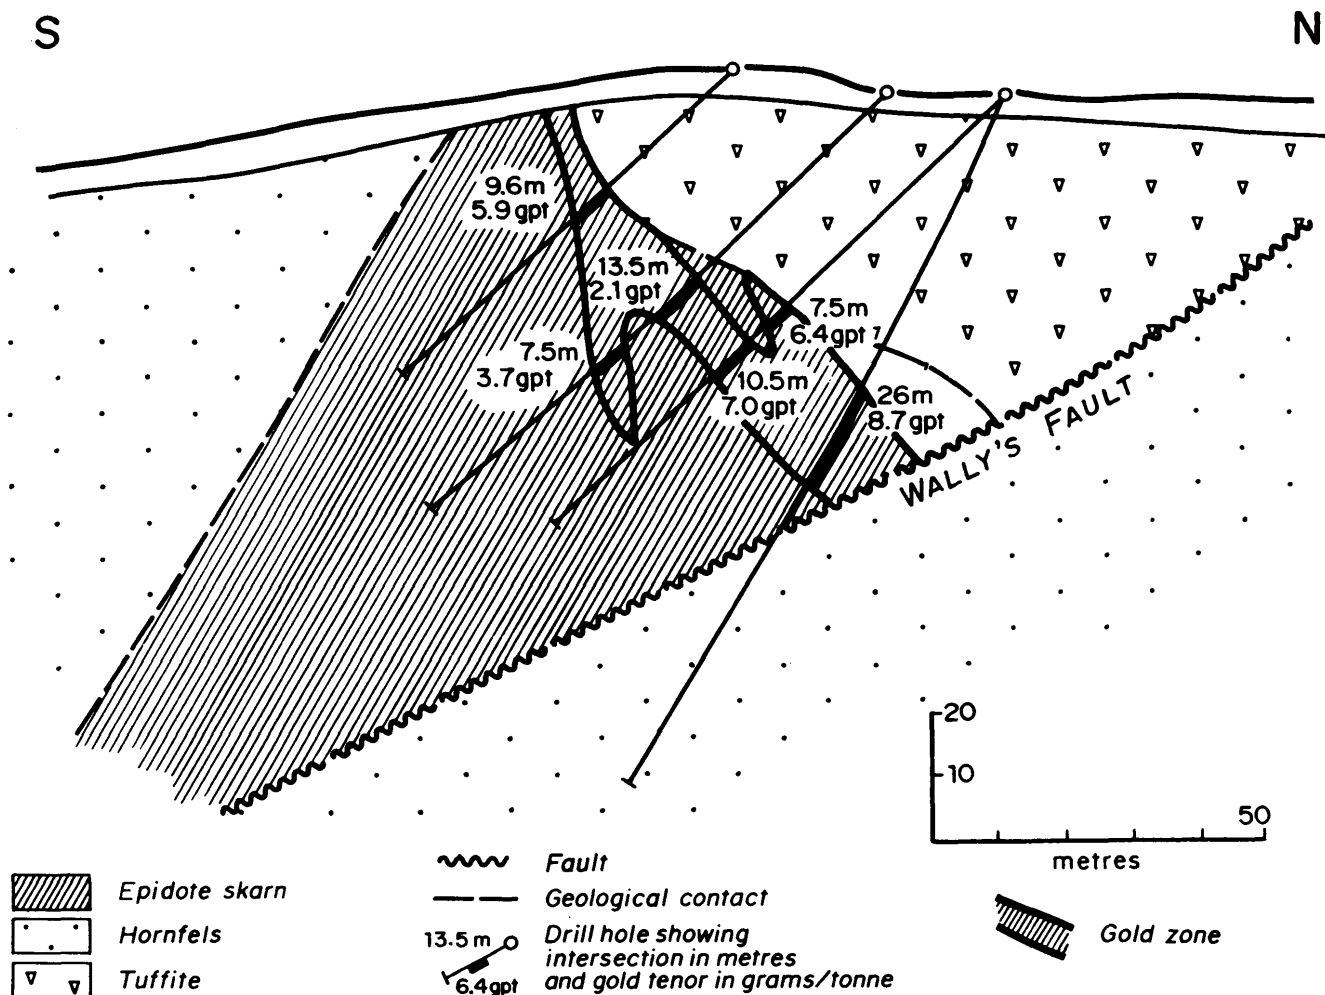 S
N
9.6m
5.9gpt
13.5m
2.1gpt
7.5m
6.4gpt
?
7.5m
3.7gpt
10.5m
7.0gpt
26m
8.7gpt
WALLY'S FAULT
20
10
50
metres
Fault
Epidote skarn
Geological contact
Hornfels
13.5m
6.4gpt
Drill hole showing
intersection in metres
and gold tenor in grams/tonne
Gold zone
Tuffite